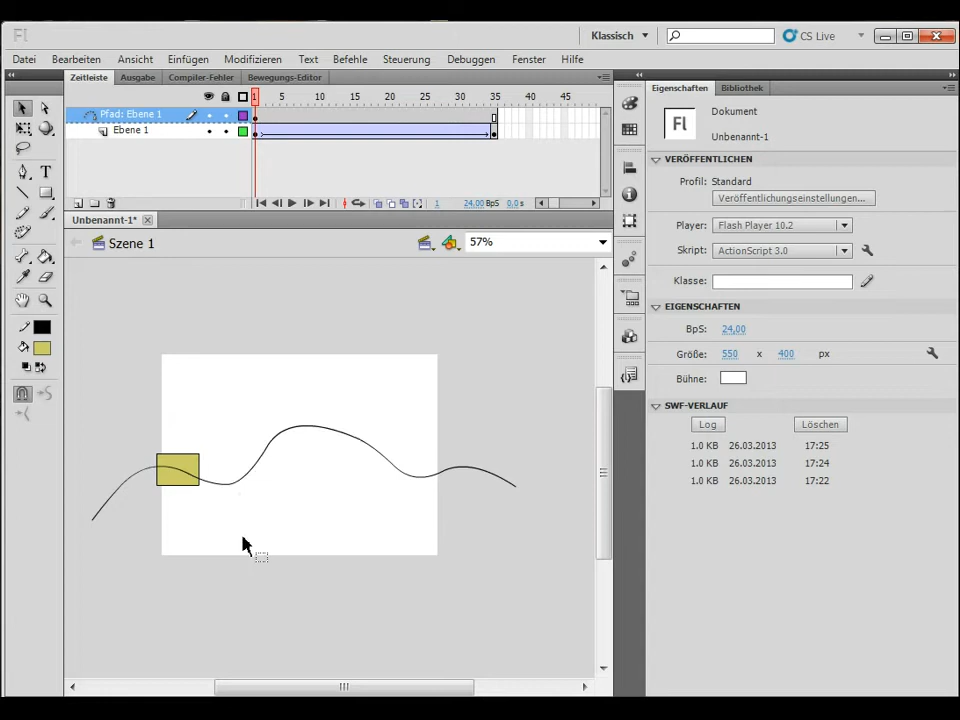 Fl
Klassisch
CS Live
Datei Bearbeiten Ansicht Einfügen Modifizieren Text Befehle Steuerung Debuggen Fenster Hilfe
Zeitleiste Ausgabe Compiler-Fehler Bewegungs-Editor
1 5 10 15 20 25 30 35 40 45
Pfad: Ebene 1
Ebene 1
1 24,00 BpS 0,0 s
Unbenannt-1*
Szene 1
57%
Eigenschaften Bibliothek
Fl
Dokument
Unbenannt-1
VERÖFFENTLICHEN
Profil: Standard
Veröffentlichungseinstellungen...
Player: Flash Player 10.2
Skript: ActionScript 3.0
Klasse:
EIGENSCHAFTEN
BpS: 24,00
Größe: 550 x 400 px
Bühne:
SWF-VERLAUF
Log Löschen
1.0 KB 26.03.2013 17:25
1.0 KB 26.03.2013 17:24
1.0 KB 26.03.2013 17:22